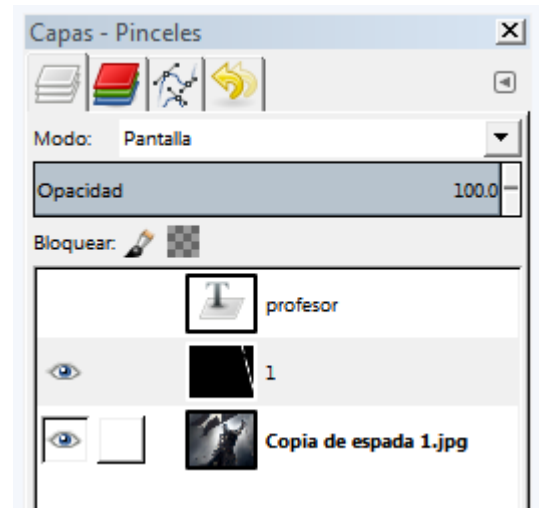 Capas - Pinceles
Modo: Pantalla
Opacidad 100.0
Bloquear:
profesor
1
Copia de espada 1.jpg